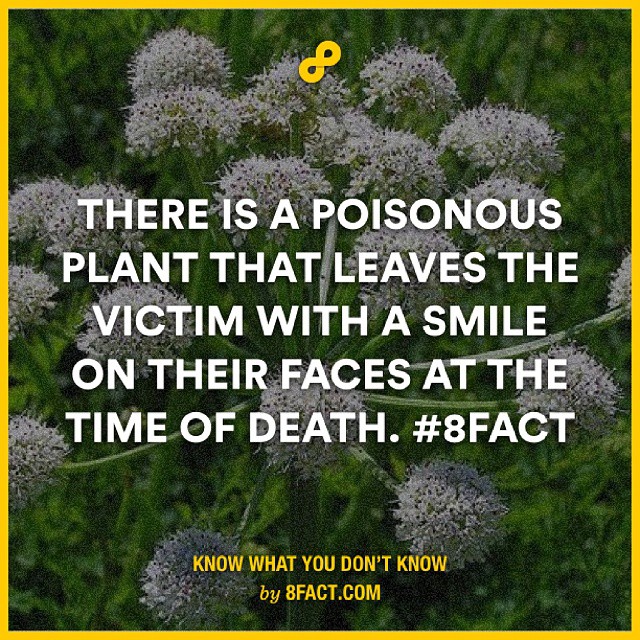 THERE IS A POISONOUS
PLANT THAT LEAVES THE
VICTIM WITH A SMILE
ON THEIR FACES AT THE
TIME OF DEATH. #8FACT
KNOW WHAT YOU DON'T KNOW
by 8FACT.COM